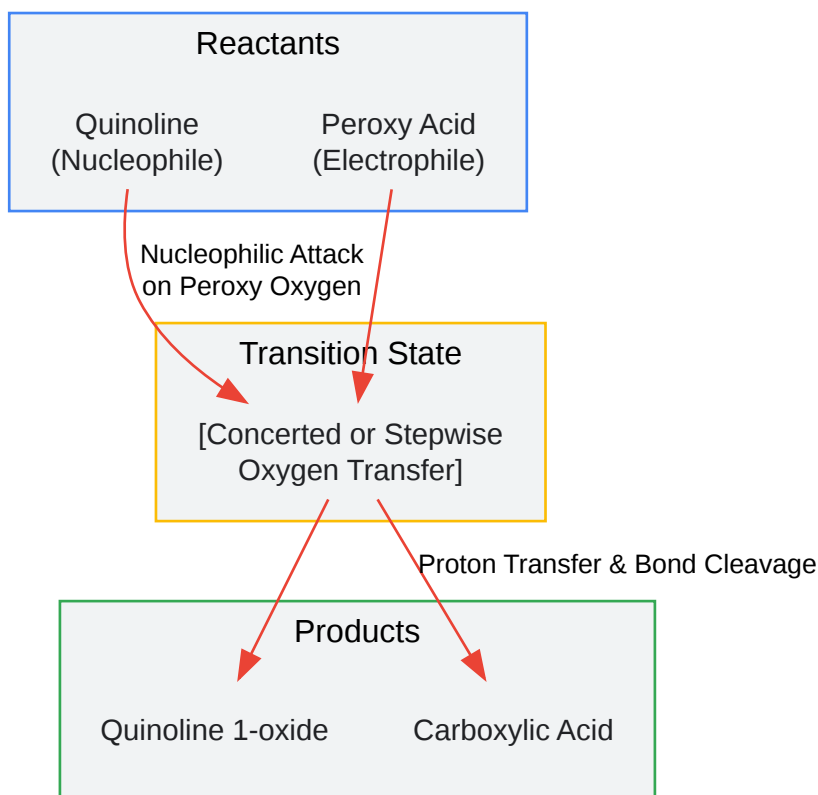 Reactants
Quinoline
(Nucleophile)
Peroxy Acid
(Electrophile)
Nucleophilic Attack
on Peroxy Oxygen
Transition State
[Concerted or Stepwise
Oxygen Transfer]
Proton Transfer & Bond Cleavage
Products
Quinoline 1-oxide
Carboxylic Acid